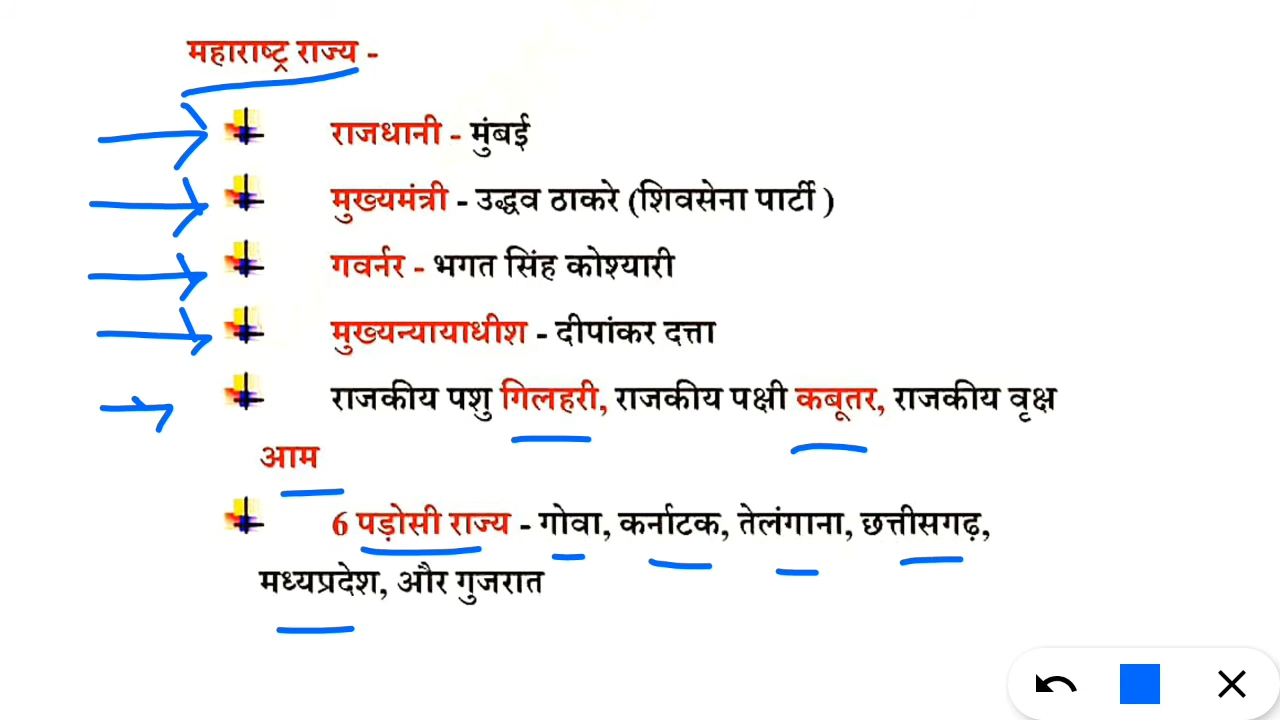 महाराष्ट्र राज्य -
राजधानी - मुंबई
मुख्यमंत्री - उद्धव ठाकरे (शिवसेना पार्टी )
गवर्नर - भगत सिंह कोश्यारी
मुख्यन्यायाधीश - दीपांकर दत्ता
राजकीय पशु गिलहरी, राजकीय पक्षी कबूतर, राजकीय वृक्ष
आम
6 पड़ोसी राज्य - गोवा, कर्नाटक, तेलंगाना, छत्तीसगढ़,
मध्यप्रदेश, और गुजरात